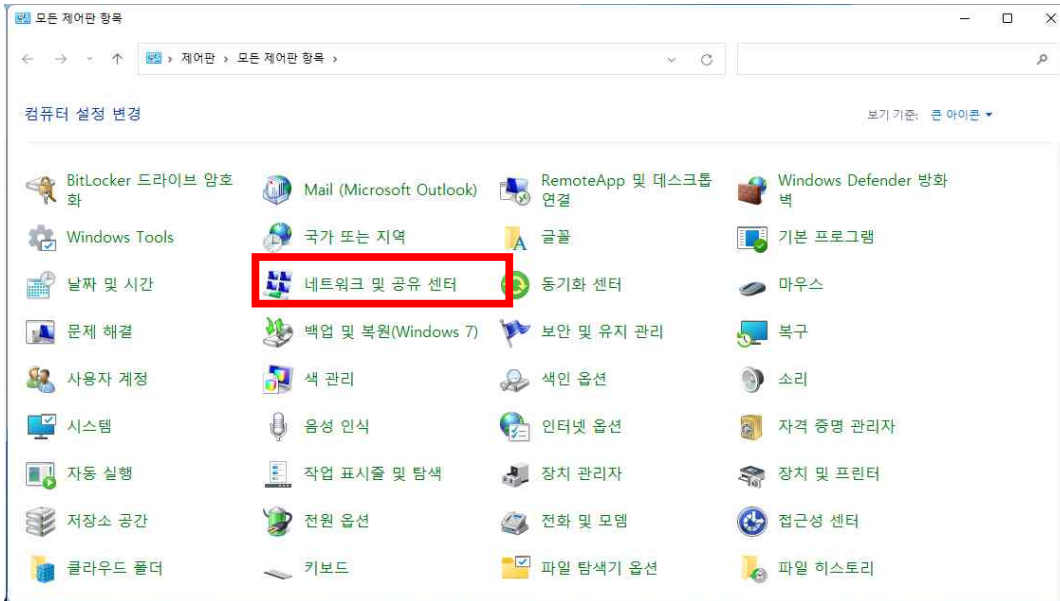 모든 제어판 항목
제어판 › 모든 제어판 항목 ›
컴퓨터 설정 변경
보기 기준: 큰 아이콘
BitLocker 드라이브 암호
화
Mail (Microsoft Outlook)
RemoteApp 및 데스크톱
연결
Windows Defender 방화
벽
Windows Tools
국가 또는 지역
글꼴
기본 프로그램
날짜 및 시간
네트워크 및 공유 센터
동기화 센터
마우스
문제 해결
백업 및 복원(Windows 7)
보안 및 유지 관리
복구
사용자 계정
색 관리
색인 옵션
소리
시스템
음성 인식
인터넷 옵션
자격 증명 관리자
자동 실행
작업 표시줄 및 탐색
장치 관리자
장치 및 프린터
저장소 공간
전원 옵션
전화 및 모뎀
접근성 센터
클라우드 폴더
키보드
파일 탐색기 옵션
파일 히스토리